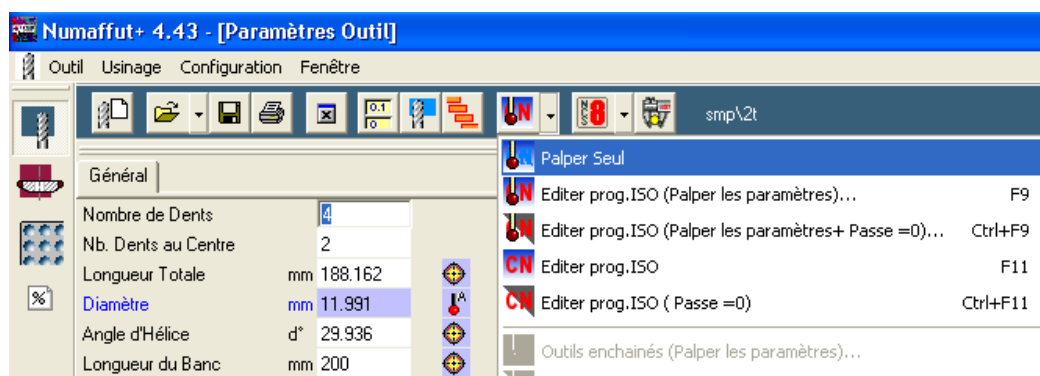 Numaffut+ 4.43 - [Paramètres Outil]
Outil Usinage Configuration Fenêtre
smp\2t
Palper Seul
Editer prog.ISO (Palper les paramètres)... F9
Editer prog.ISO (Palper les paramètres+ Passe =0)... Ctrl+F9
CN Editer prog.ISO F11
CN Editer prog.ISO ( Passe =0) Ctrl+F11
Outils enchainés (Palper les paramètres)...
Général
Nombre de Dents 4
Nb. Dents au Centre 2
Longueur Totale mm 188.162
Diamètre mm 11.991
Angle d'Hélice d° 29.936
Longueur du Banc mm 200